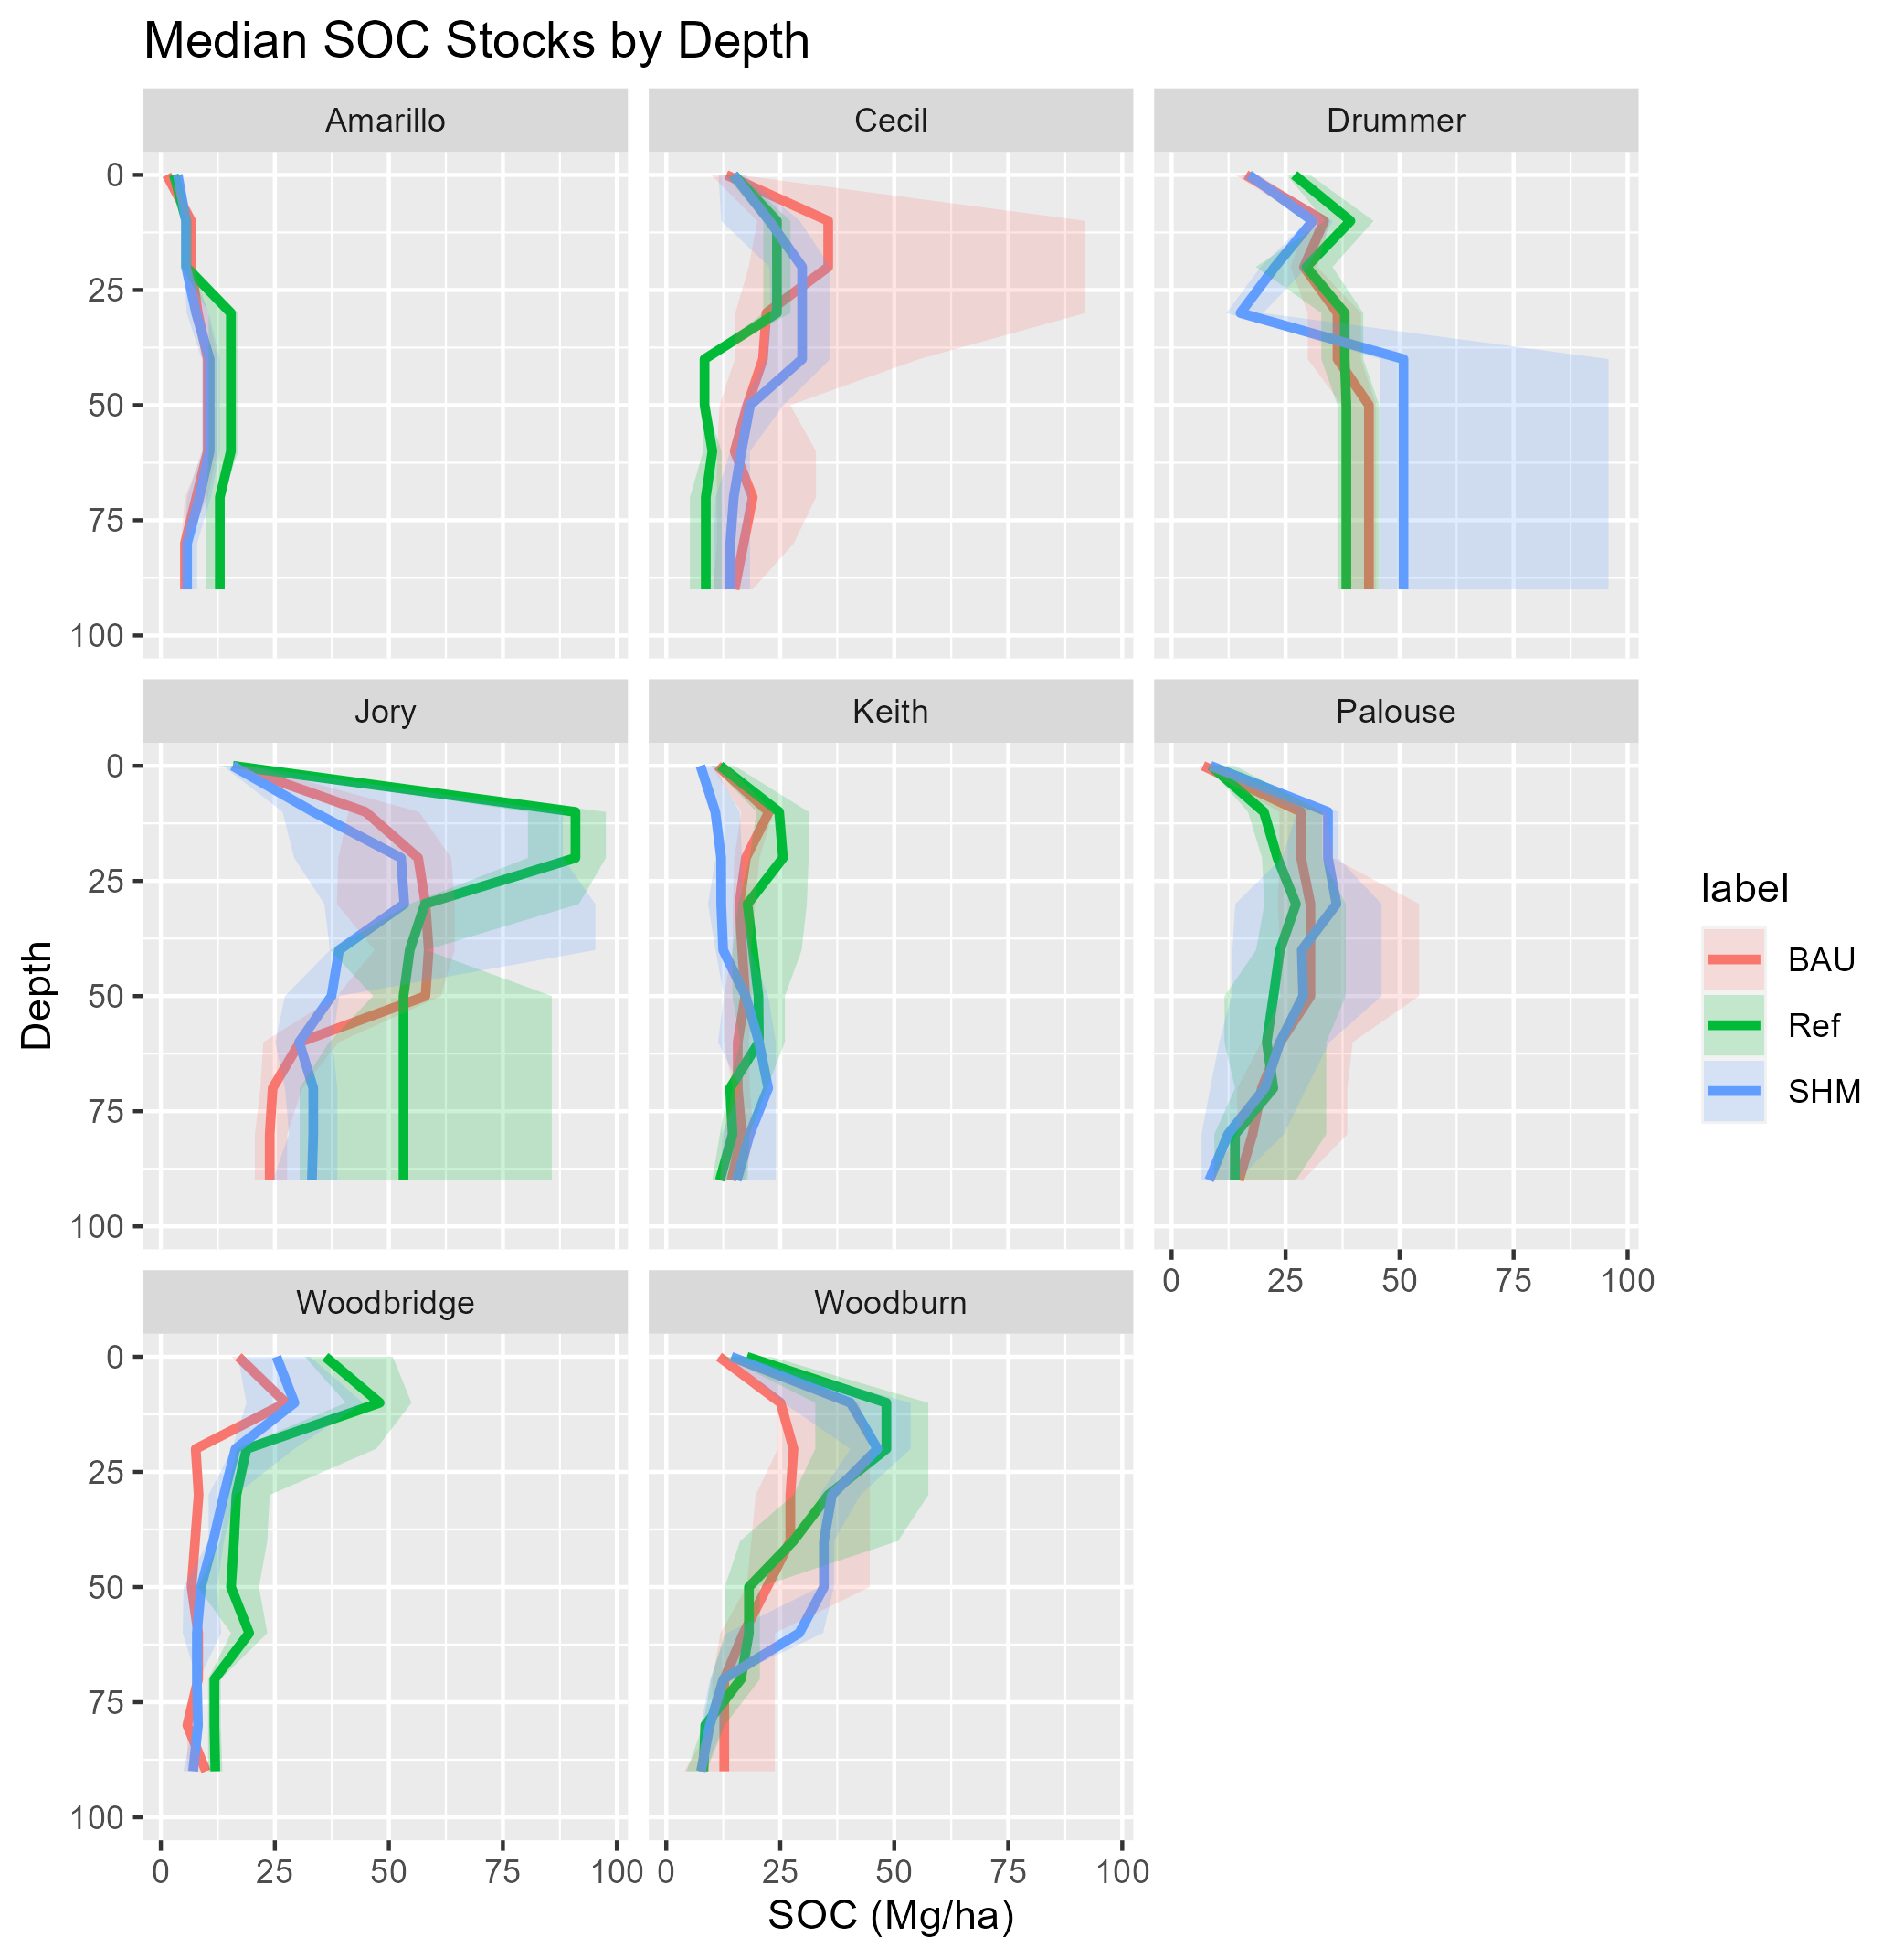 Median SOC Stocks by Depth
Amarillo Cecil Drummer
0
25
50
75
100
Jory Keith Palouse
0
25
50
75
100
0 25 50 75 100
Woodbridge Woodburn
0
25
50
75
100
0 25 50 75 100 0 25 50 75 100
SOC (Mg/ha)
Depth
label
BAU
Ref
SHM